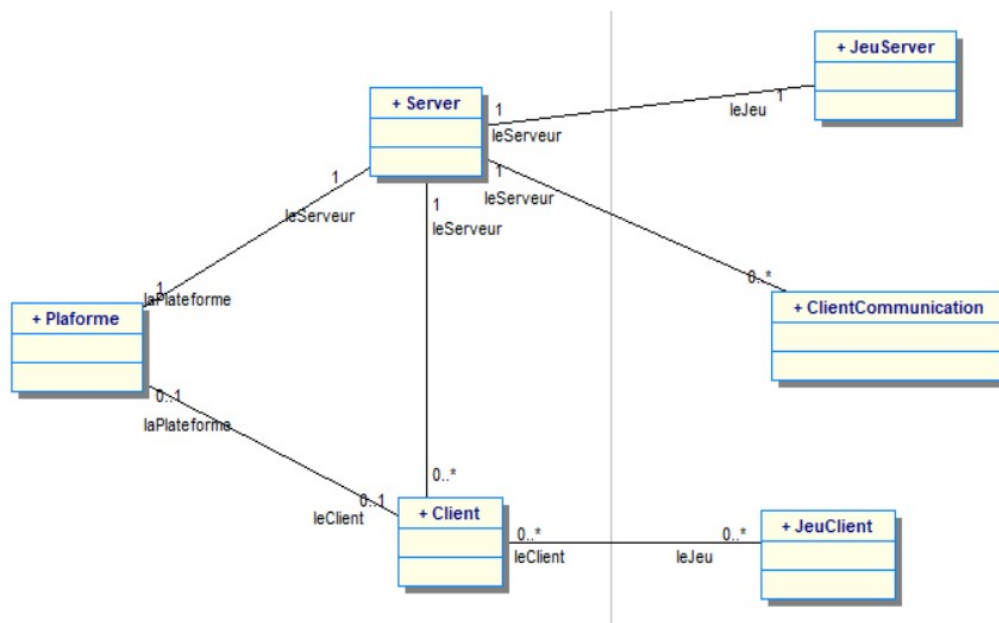 + JeuServer
+ Server
1
leServeur
1
leJeu
1
leServeur
1
leServeur
1
leServeur
0..*
1
laPlateforme
+ Plaforme
+ ClientCommunication
0..1
laPlateforme
0..*
0..1
leClient
+ Client
0..*
leClient
0..*
leJeu
+ JeuClient